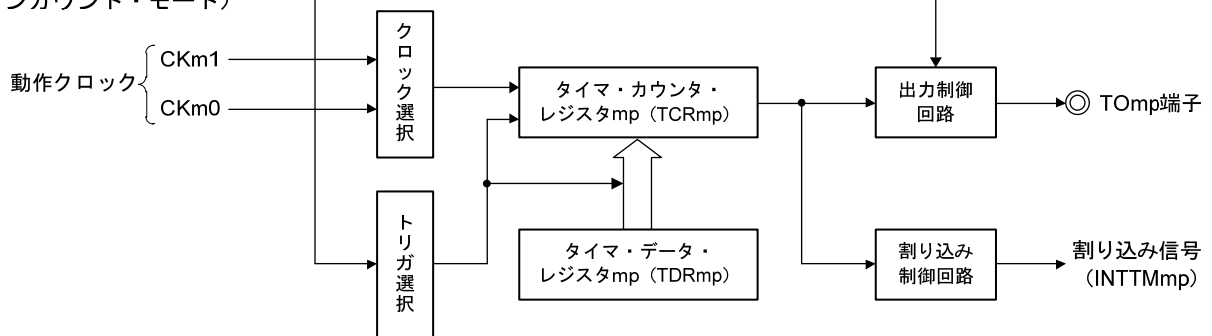 ンカウント・モード）
動作クロック
CKm1
CKm0
クロック選択
タイマ・カウンタ・
レジスタmp（TCRmp）
出力制御
回路
TOmp端子
トリガ選択
タイマ・データ・
レジスタmp（TDRmp）
割り込み
制御回路
割り込み信号
（INTTMmp）